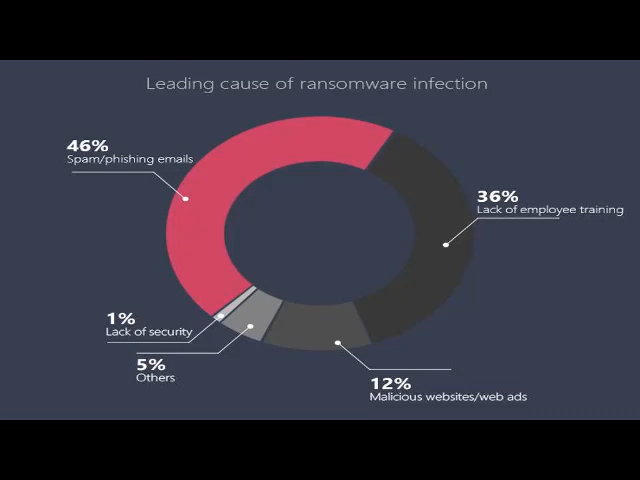 Leading cause of ransomware infection
46%
Spam/phishing emails
36%
Lack of employee training
1%
Lack of security
5%
Others
12%
Malicious websites/web ads